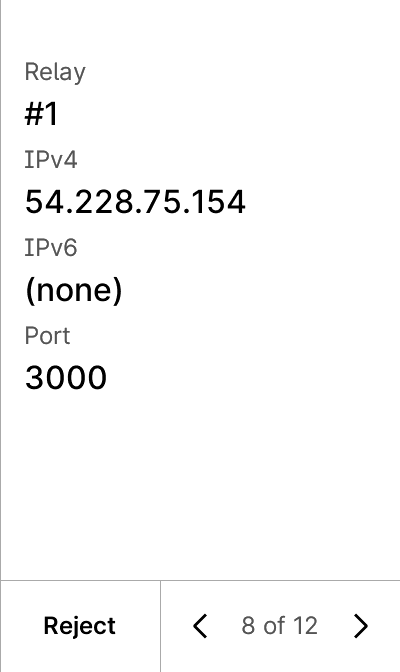 Relay
#1
IPv4
54.228.75.154
IPv6
(none)
Port
3000
Reject
8 of 12